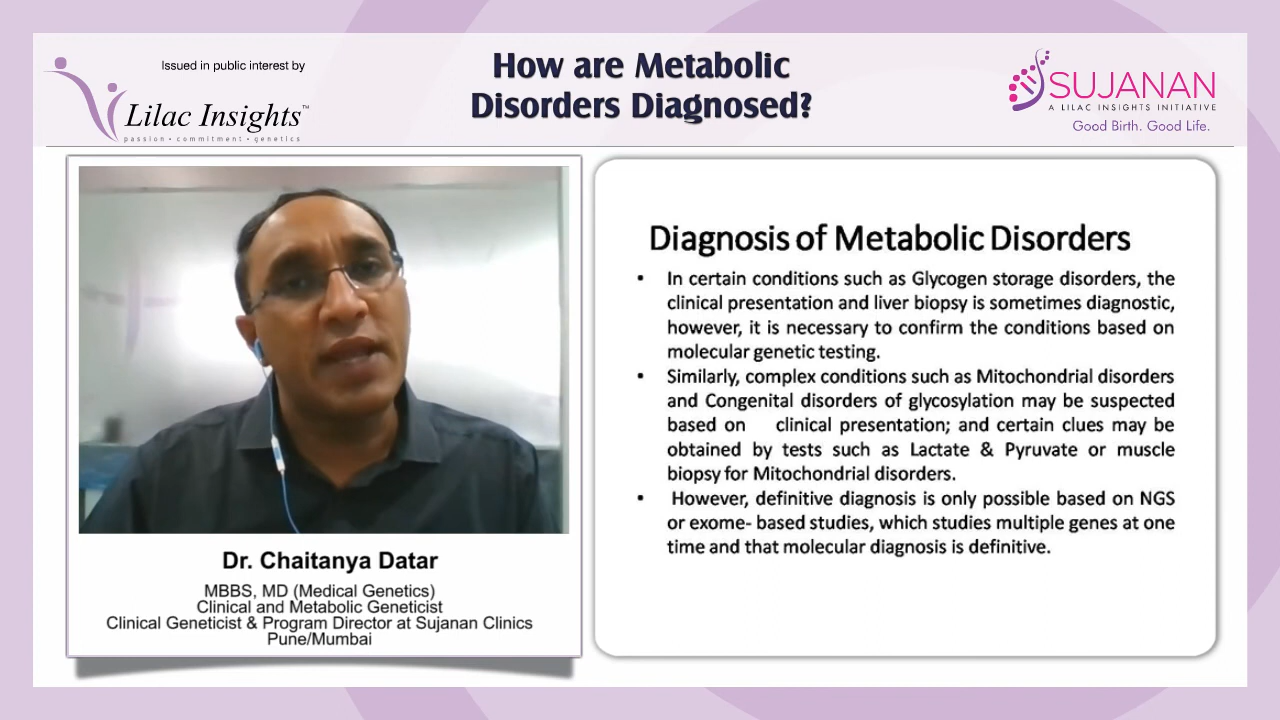 Issued in public interest by
Lilac Insights™
passion • commitment • genetics
How are Metabolic
Disorders Diagnosed?
SUJANAN
A LILAC INSIGHTS INITIATIVE
Good Birth. Good Life.
Dr. Chaitanya Datar
MBBS, MD (Medical Genetics)
Clinical and Metabolic Geneticist
Clinical Geneticist & Program Director at Sujanan Clinics
Pune/Mumbai
Diagnosis of Metabolic Disorders
• In certain conditions such as Glycogen storage disorders, the
clinical presentation and liver biopsy is sometimes diagnostic,
however, it is necessary to confirm the conditions based on
molecular genetic testing.
• Similarly, complex conditions such as Mitochondrial disorders
and Congenital disorders of glycosylation may be suspected
based on clinical presentation; and certain clues may be
obtained by tests such as Lactate & Pyruvate or muscle
biopsy for Mitochondrial disorders.
• However, definitive diagnosis is only possible based on NGS
or exome- based studies, which studies multiple genes at one
time and that molecular diagnosis is definitive.